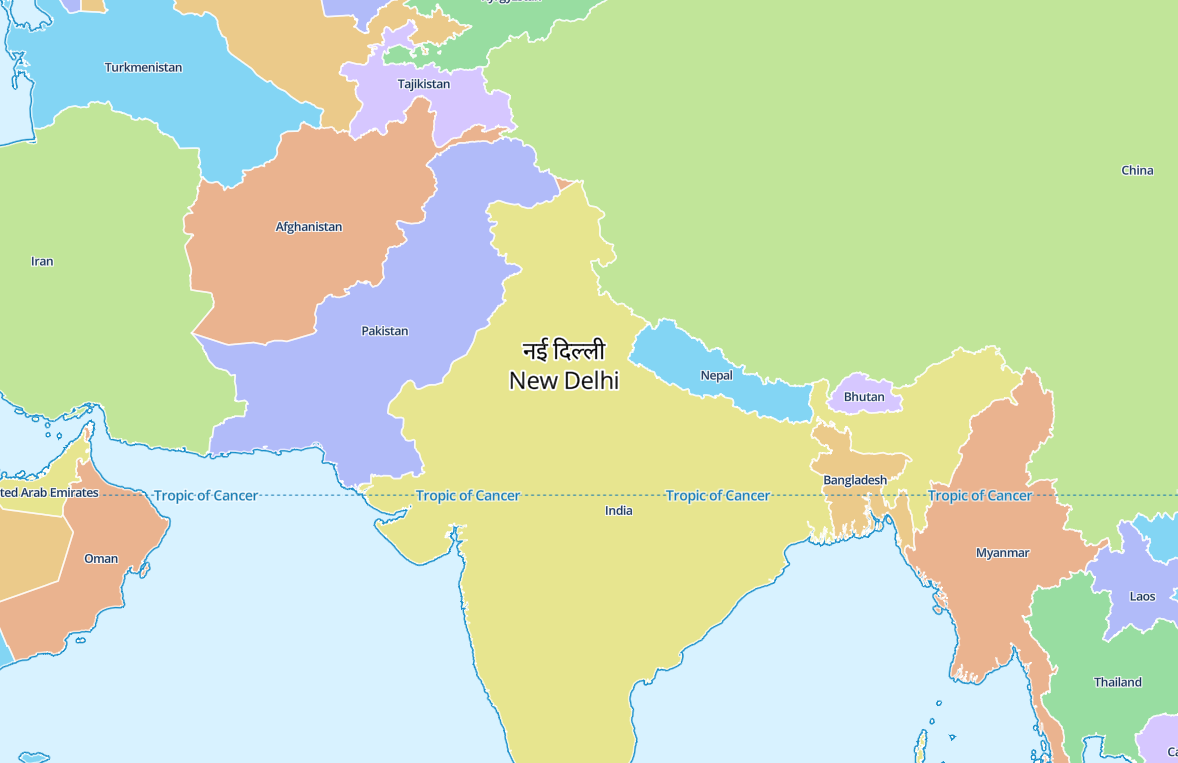 Turkmenistan
Tajikistan
China
Afghanistan
Iran
Pakistan
नई दिल्ली
New Delhi
Nepal
Bhutan
Bangladesh
ted Arab Emirates
Tropic of Cancer
Tropic of Cancer
Tropic of Cancer
Tropic of Cancer
India
Oman
Myanmar
Laos
Thailand
Ca